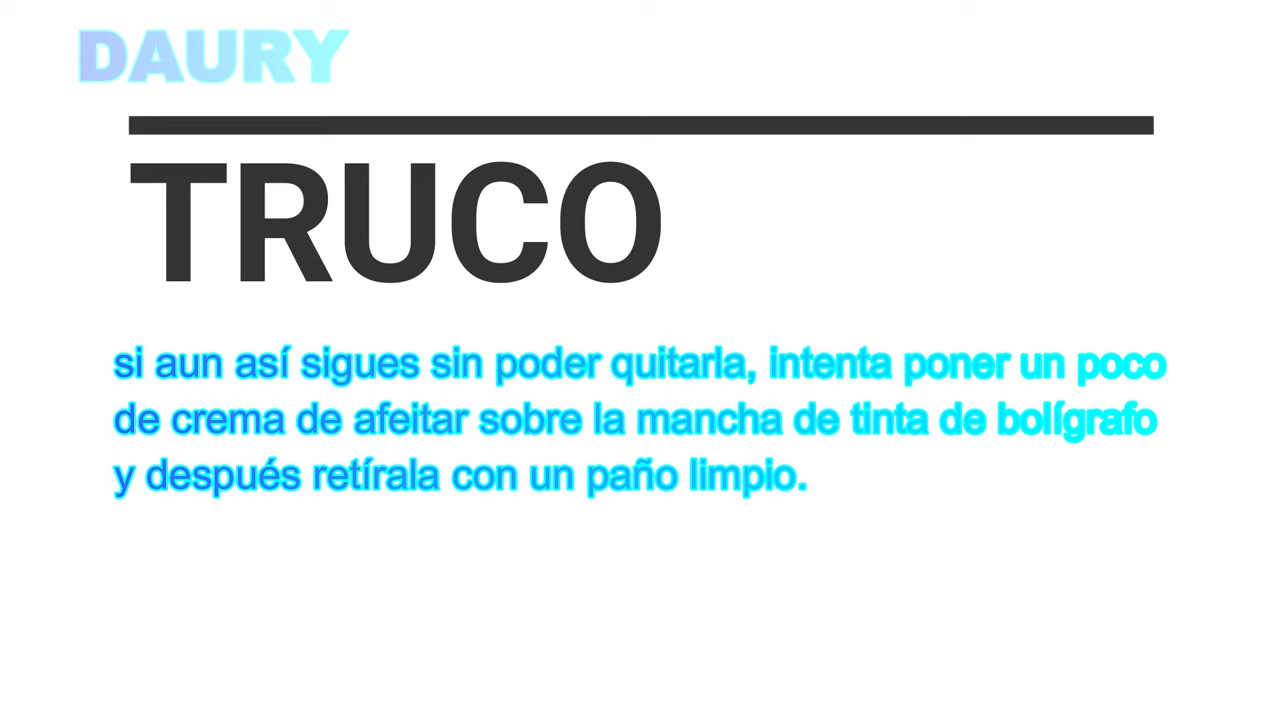 DAURY
TRUCO
si aun así sigues sin poder quitarla, intenta poner un poco
de crema de afeitar sobre la mancha de tinta de bolígrafo
y después retírala con un paño limpio.